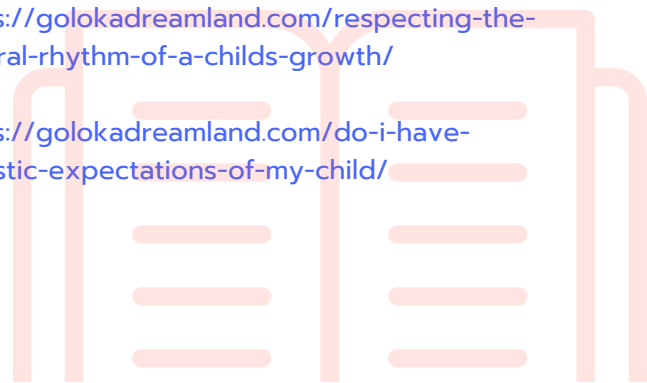 s://golokadreamland.com/respecting-the-
ral-rhythm-of-a-childs-growth/
s://golokadreamland.com/do-i-have-
stic-expectations-of-my-child/